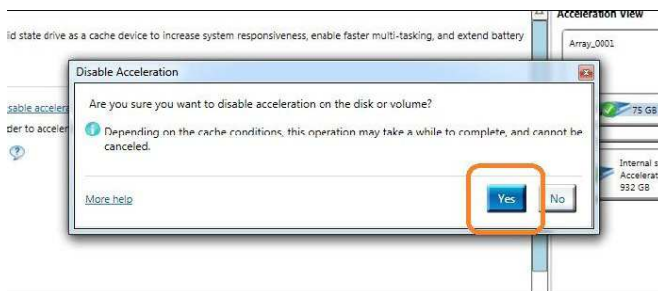 Acceleration View
id state drive as a cache device to increase system responsiveness, enable faster multi-tasking, and extend battery
Array_0001
Disable Acceleration
Are you sure you want to disable acceleration on the disk or volume?
Depending on the cache conditions, this operation may take a while to complete, and cannot be
canceled.
More help
Yes
No
sable accelera
der to acceler
75 GB
Internal s
Accelerat
932 GB